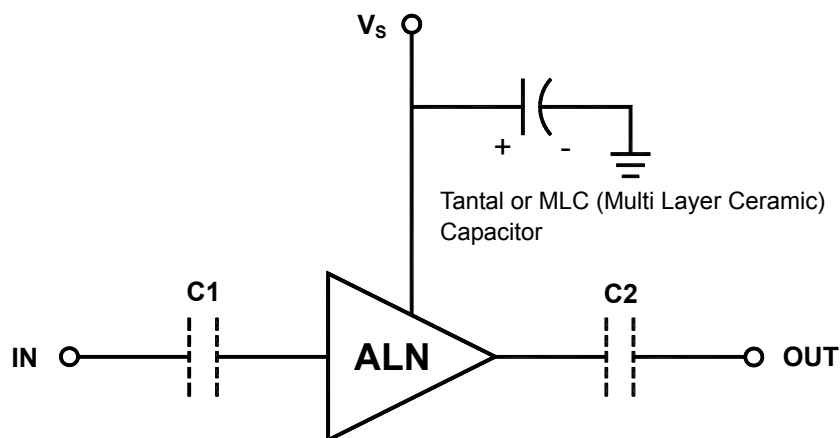 Vs
+ -
Tantal or MLC (Multi Layer Ceramic)
Capacitor
C1
C2
IN
ALN
OUT